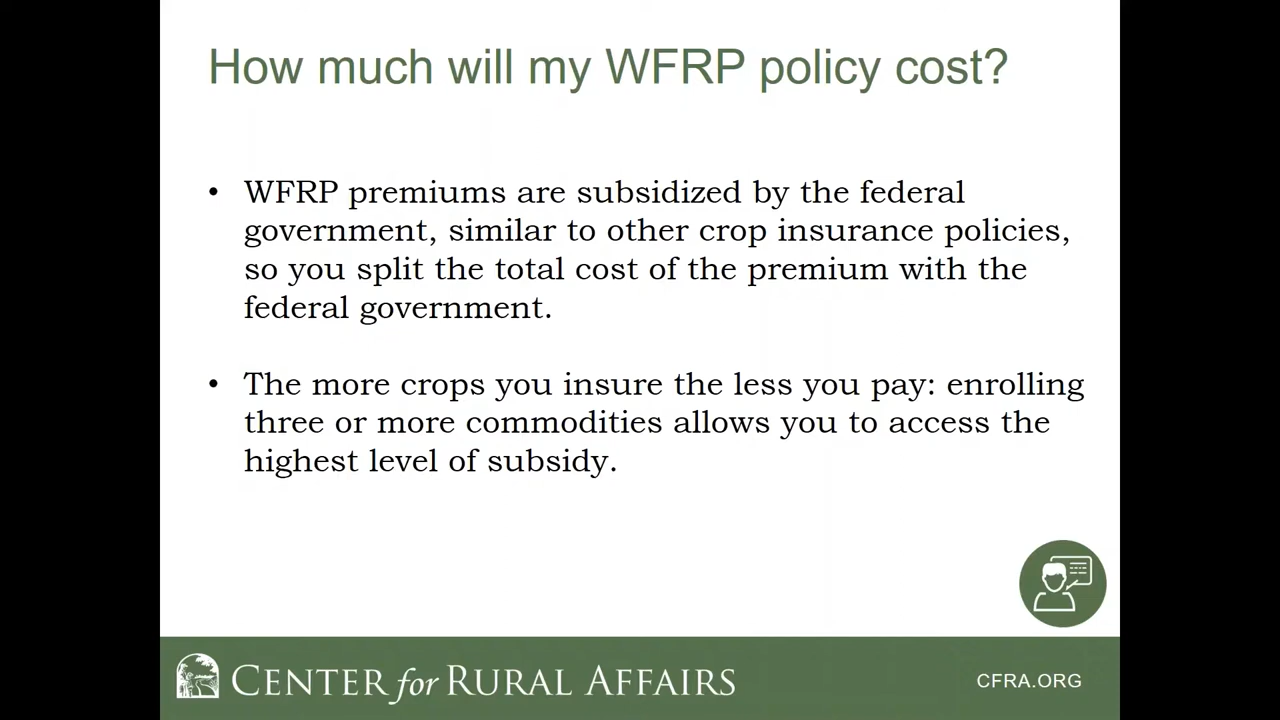 How much will my WFRP policy cost?
• WFRP premiums are subsidized by the federal
government, similar to other crop insurance policies,
so you split the total cost of the premium with the
federal government.
• The more crops you insure the less you pay: enrolling
three or more commodities allows you to access the
highest level of subsidy.
CENTER for RURAL AFFAIRS
CFRA.ORG